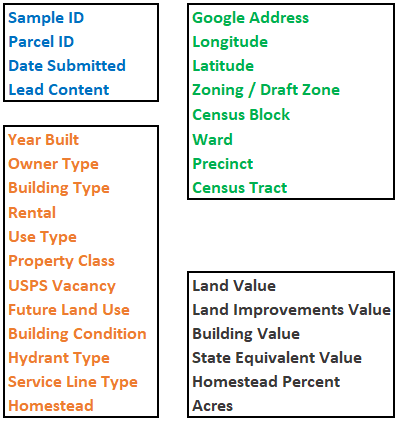 Sample ID
Parcel ID
Date Submitted
Lead Content
Year Built
Owner Type
Building Type
Rental
Use Type
Property Class
USPS Vacancy
Future Land Use
Building Condition
Hydrant Type
Service Line Type
Homestead
Google Address
Longitude
Latitude
Zoning / Draft Zone
Census Block
Ward
Precinct
Census Tract
Land Value
Land Improvements Value
Building Value
State Equivalent Value
Homestead Percent
Acres